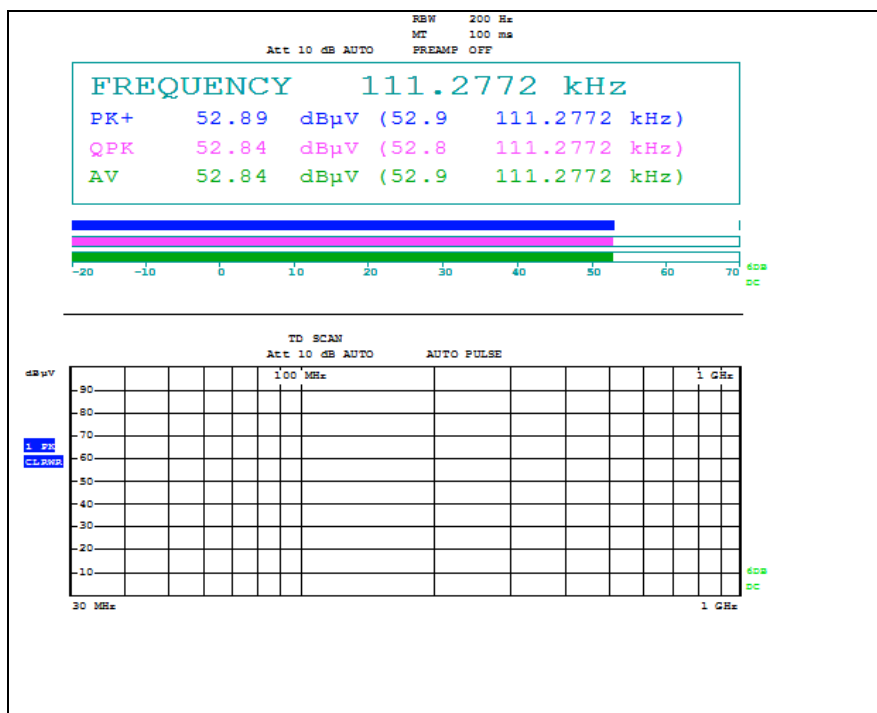 RBW 200 Hz
MT 100 ms
Att 10 dB AUTO PREAMP OFF
FREQUENCY 111.2772 kHz
PK+ 52.89 dBµV (52.9 111.2772 kHz)
QPK 52.84 dBµV (52.8 111.2772 kHz)
AV 52.84 dBµV (52.9 111.2772 kHz)
-20 -10 0 10 20 30 40 50 60 70
6DB
DC
TD SCAN
Att 10 dB AUTO AUTO PULSE
dBµV
100 MHz 1 GHz
90
80
70
1 PK
CLRWR
60
50
40
30
20
10
6DB
DC
30 MHz 1 GHz